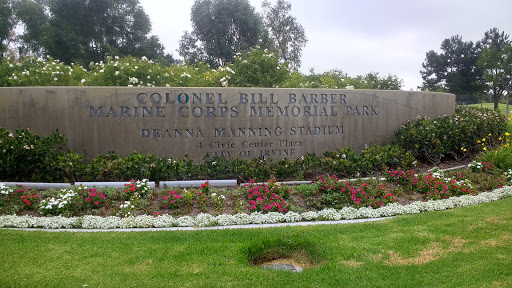 COLONEL BILL BARBER
MARINE CORPS MEMORIAL PARK
DEANNA MANNING STADIUM
4 Civic Center Plaza
CITY OF IRVINE